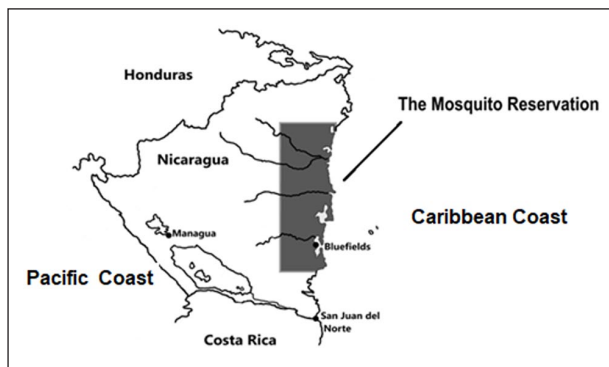 Honduras
The Mosquito Reservation
Nicaragua
Caribbean Coast
Managua
Bluefields
Pacific Coast
San Juan del
Norte
Costa Rica